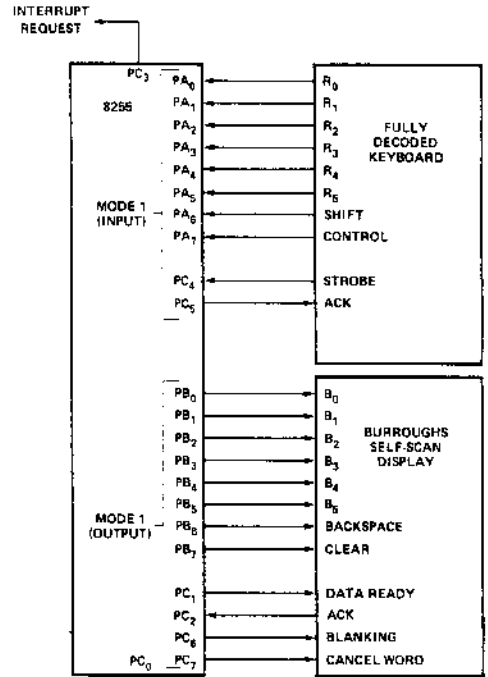 INTERRUPT
REQUEST
PC3
8255
MODE 1
(INPUT)
PA0
PA1
PA2
PA3
PA4
PA5
PA6
PA7
PC4
PC5
R0
R1
R2
R3
R4
R5
SHIFT
CONTROL
STROBE
ACK
FULLY
DECODED
KEYBOARD
MODE 1
(OUTPUT)
PB0
PB1
PB2
PB3
PB4
PB5
PB6
PB7
PC1
PC2
PC6
PC0 PC7
B0
B1
B2
B3
B4
B5
BACKSPACE
CLEAR
DATA READY
ACK
BLANKING
CANCEL WORD
BURROUGHS
SELF-SCAN
DISPLAY